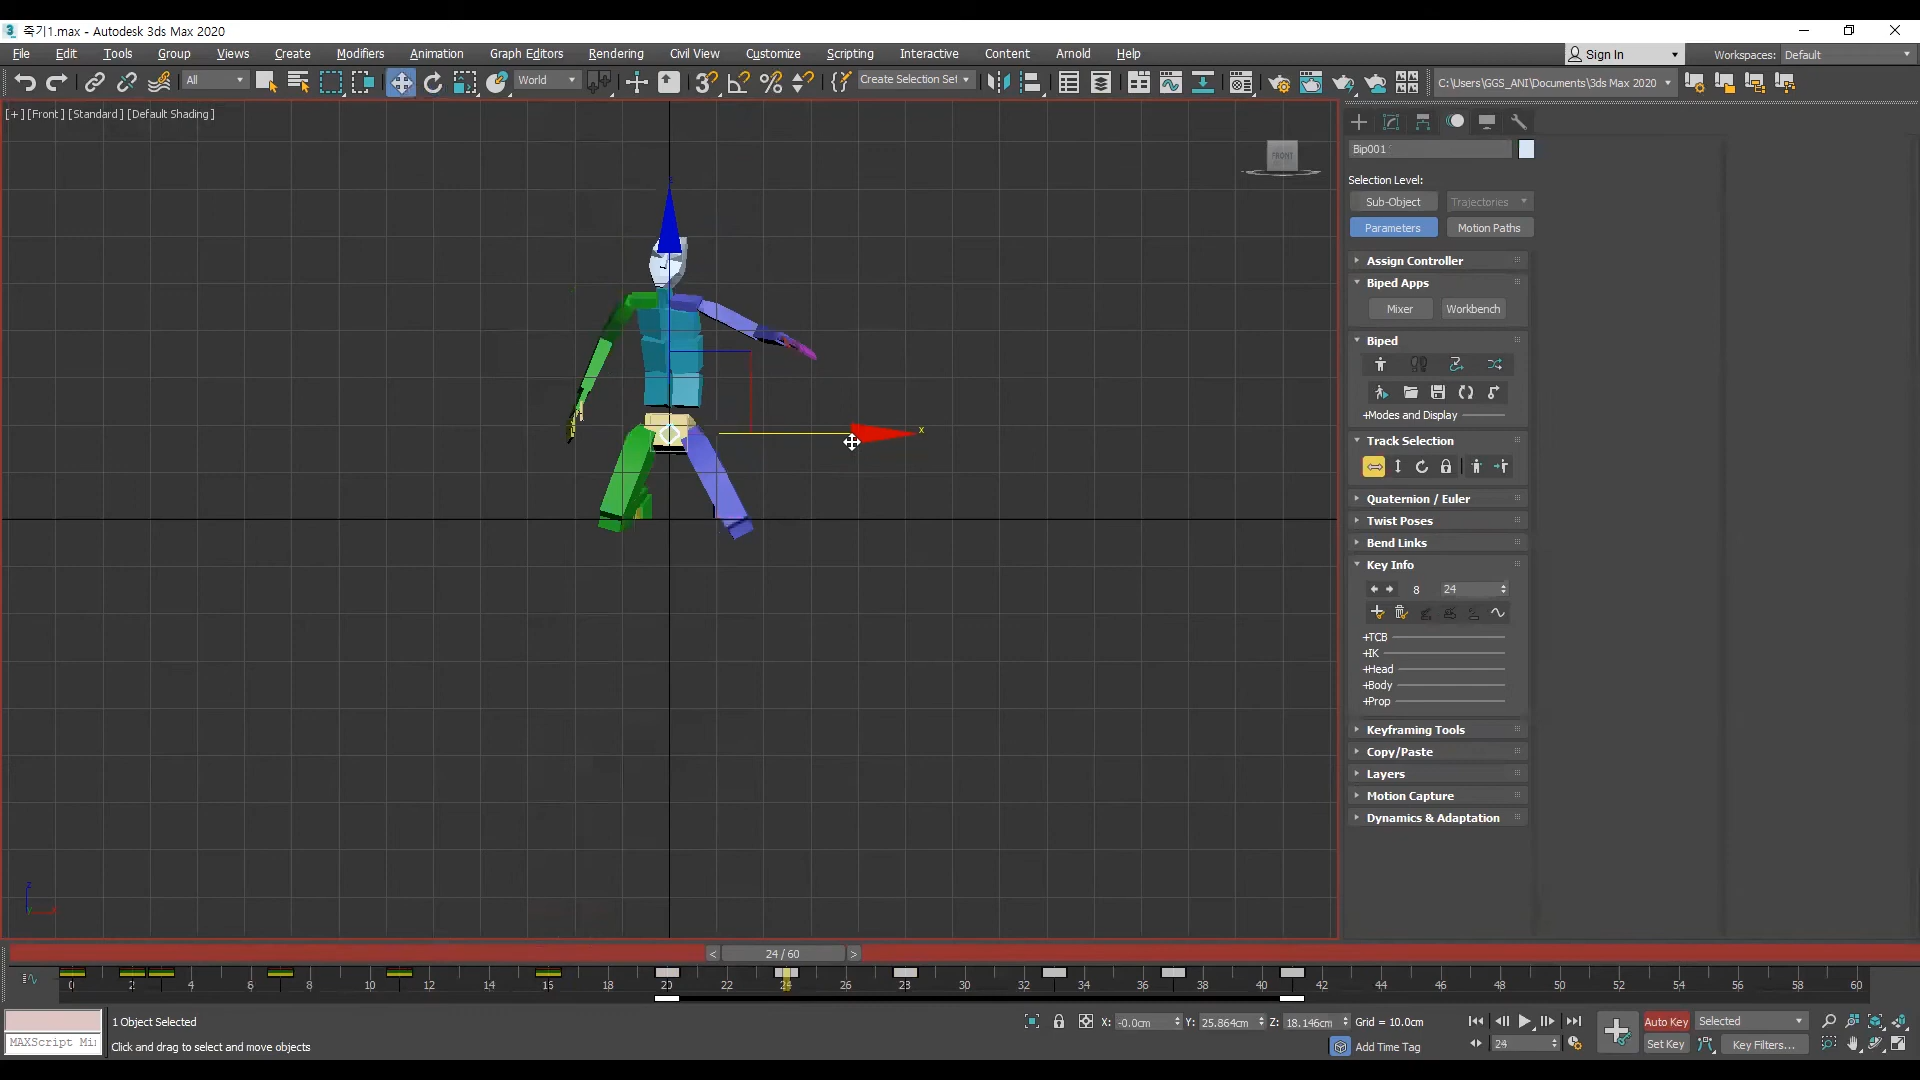 3 죽기1.max - Autodesk 3ds Max 2020
File Edit Tools Group Views Create Modifiers Animation Graph Editors Rendering Civil View Customize Scripting Interactive Content Arnold Help
Sign In
Workspaces: Default
All
World
Create Selection Set
C:\Users\GGS_ANI\Documents\3ds Max 2020
[+] [Front] [Standard] [Default Shading]
FRONT
Bip001
Selection Level:
Sub-Object Trajectories
Parameters Motion Paths
Assign Controller
Biped Apps
Mixer Workbench
Biped
+Modes and Display
x
Track Selection
Quaternion / Euler
Twist Poses
Bend Links
Key Info
8 24
+TCB
+IK
+Head
+Body
+Prop
Keyframing Tools
Copy/Paste
Layers
Motion Capture
Dynamics & Adaptation
z
x
< 24 / 60 >
0 2 4 6 8 10 12 14 16 18 20 22 24 26 28 30 32 34 36 38 40 42 44 46 48 50 52 54 56 58 60
1 Object Selected
X: -0.0cm Y: 25.864cm Z: 18.146cm Grid = 10.0cm
Auto Key Selected
MAXScript Mi
Click and drag to select and move objects
Add Time Tag
24
Set Key Key Filters...